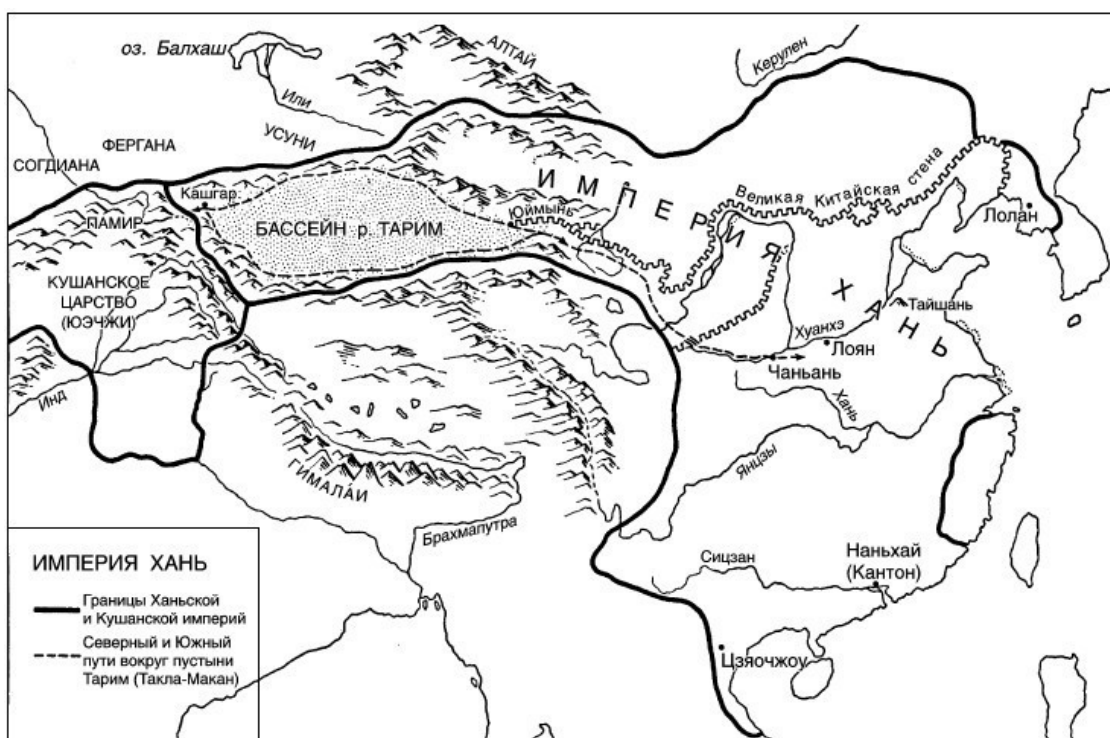 оз. Балхаш
АЛТАЙ
Керулен
Или
УСУНИ
ФЕРГАНА
СОГДИАНА
ИМПЕРИЯ ХАНЬ
Великая Китайская стена
Кашгар
Юймынь
Лолан
ПАМИР
БАССЕЙН р. ТАРИМ
КУШАНСКОЕ
ЦАРСТВО
(ЮЭЧЖИ)
Тайшань
Хуанхэ
Лоян
Чаньань
Инд
Хань
Янцзы
ГИМАЛАИ
Брахмапутра
Сицзан
Наньхай
(Кантон)
Цзяочжоу
ИМПЕРИЯ ХАНЬ
Границы Ханьской
и Кушанской империй
Северный и Южный
пути вокруг пустыни
Тарим (Такла-Макан)